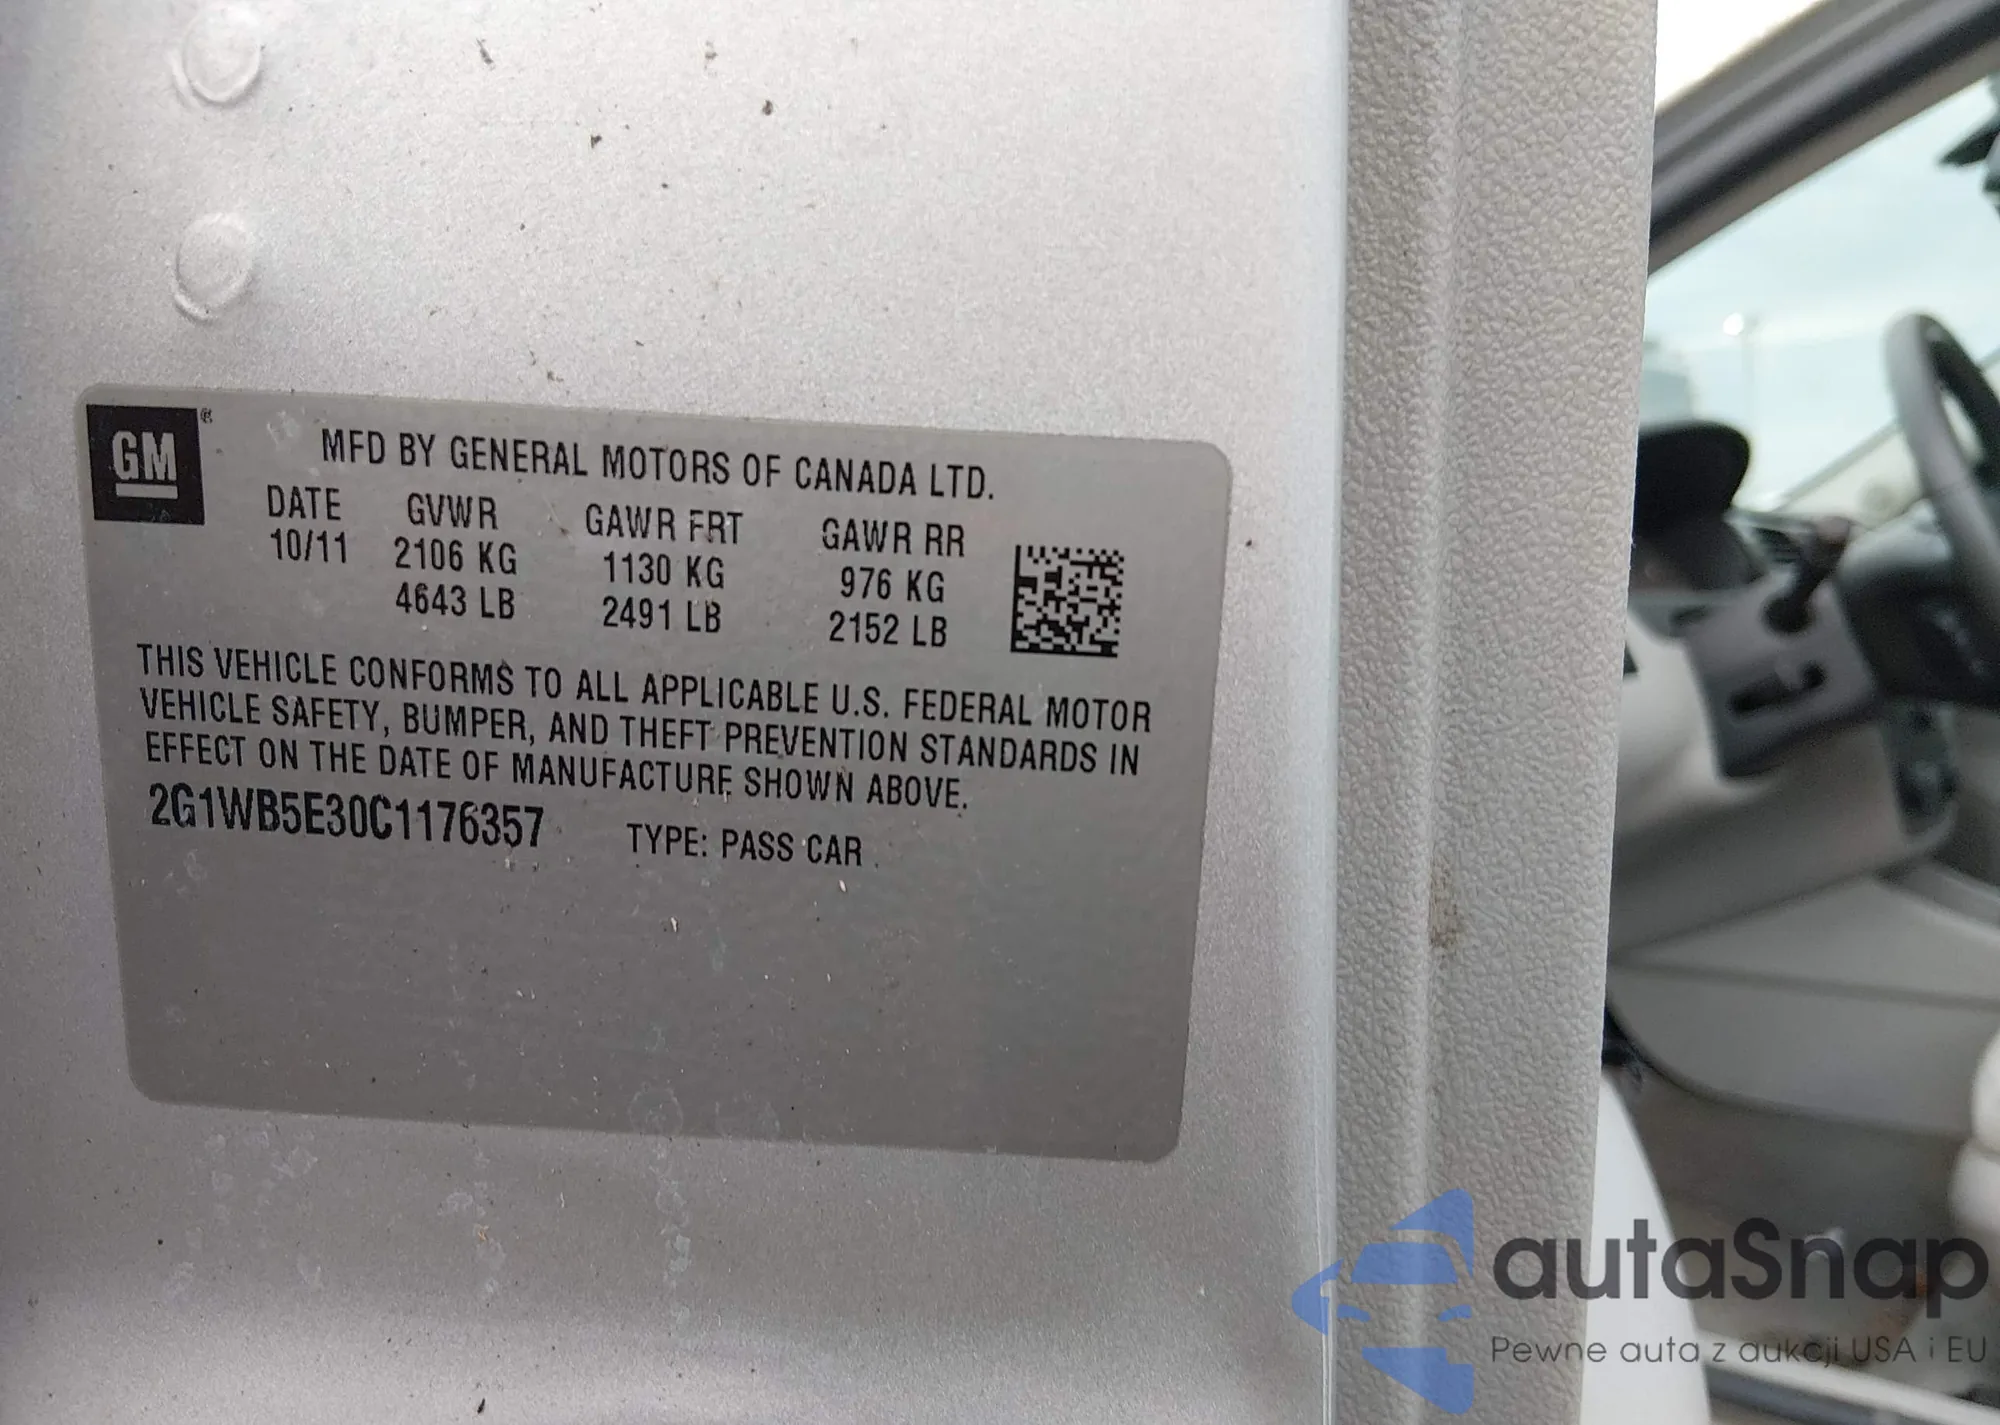 GM®
MFD BY GENERAL MOTORS OF CANADA LTD.
DATE GVWR GAWR FRT GAWR RR
10/11 2106 KG 1130 KG 976 KG
4643 LB 2491 LB 2152 LB
THIS VEHICLE CONFORMS TO ALL APPLICABLE U.S. FEDERAL MOTOR
VEHICLE SAFETY, BUMPER, AND THEFT PREVENTION STANDARDS IN
EFFECT ON THE DATE OF MANUFACTURE SHOWN ABOVE.
2G1WB5E30C1176357 TYPE: PASS CAR
autaSnap
Pewne auta z aukcji USA i EU